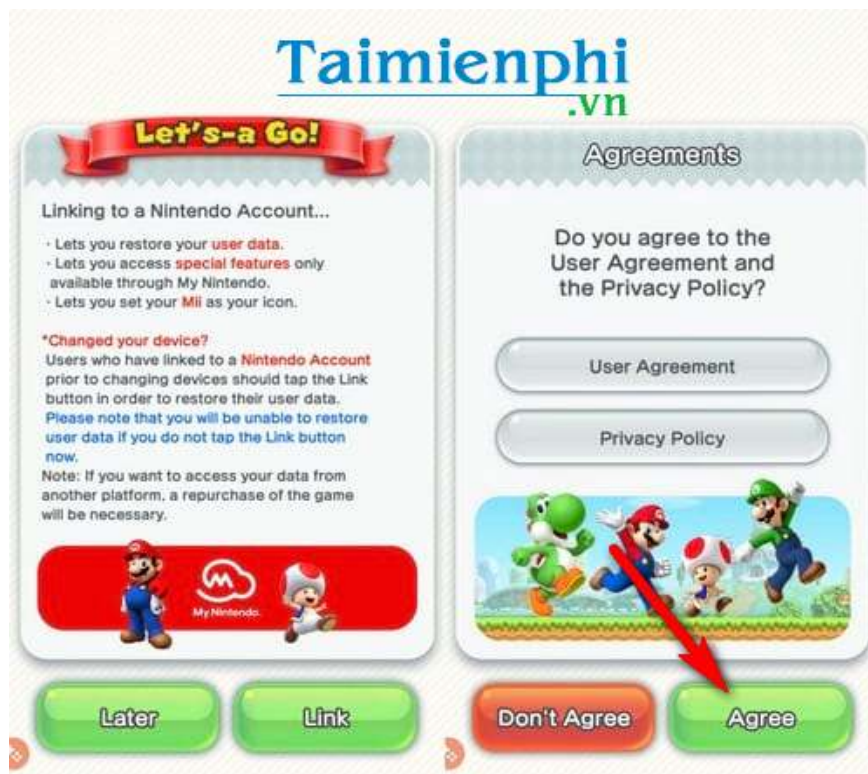 Taimienphi
.vn
Let's-a Go!
Linking to a Nintendo Account...
· Lets you restore your user data.
· Lets you access special features only
available through My Nintendo.
· Lets you set your Mii as your icon.
*Changed your device?
Users who have linked to a Nintendo Account
prior to changing devices should tap the Link
button in order to restore their user data.
Please note that you will be unable to restore
user data if you do not tap the Link button
now.
Note: If you want to access your data from
another platform, a repurchase of the game
will be necessary.
My Nintendo.
Later
Link
Agreements
Do you agree to the
User Agreement and
the Privacy Policy?
User Agreement
Privacy Policy
Don't Agree
Agree